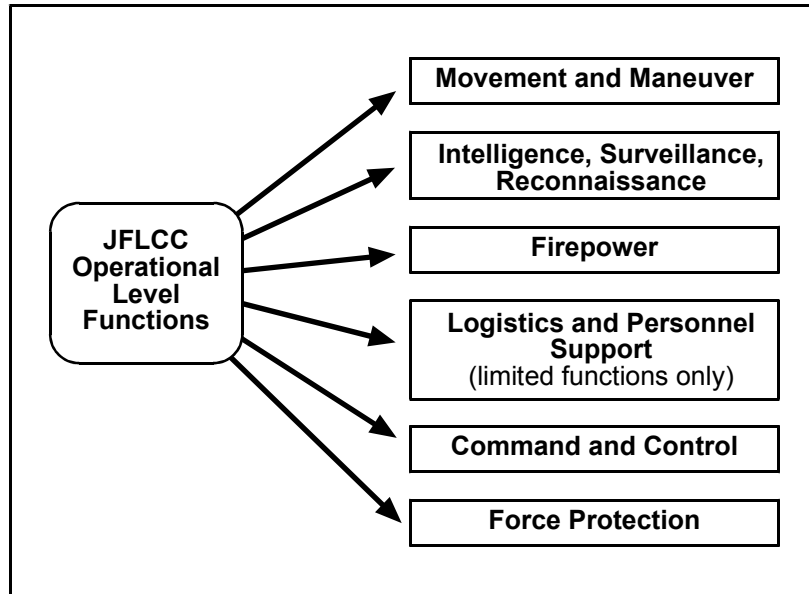 JFLCC
Operational
Level
Functions
Movement and Maneuver
Intelligence, Surveillance,
Reconnaissance
Firepower
Logistics and Personnel
Support
(limited functions only)
Command and Control
Force Protection